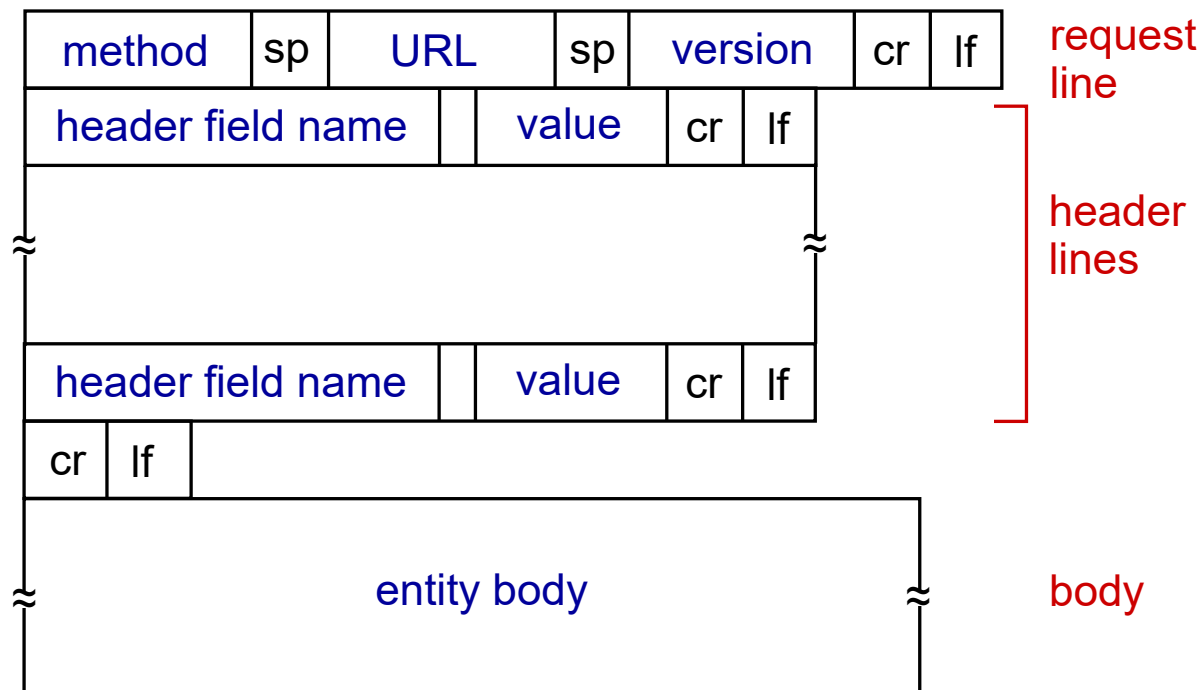 method sp URL sp version cr lf
request
line
header field name value cr lf
header
lines
header field name value cr lf
cr lf
entity body
body